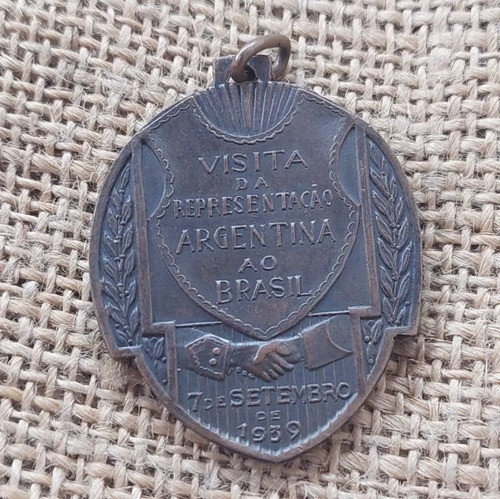 VISITA
DA
REPRESENTAÇÃO
ARGENTINA
AO
BRASIL
7 DE SETEMBRO
DE
1939